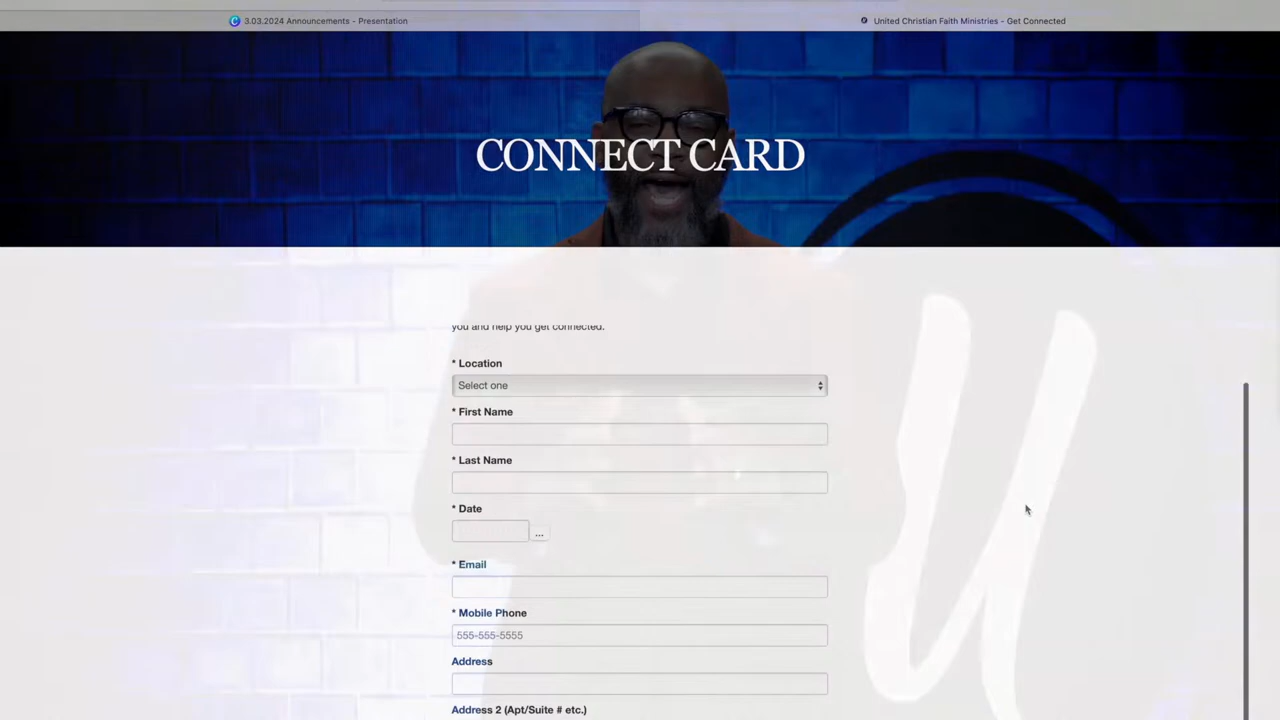 3.03.2024 Announcements - Presentation
United Christian Faith Ministries - Get Connected
CONNECT CARD
you and help you get connected.
* Location
Select one
* First Name
* Last Name
* Date
...
* Email
* Mobile Phone
555-555-5555
Address
Address 2 (Apt/Suite # etc.)